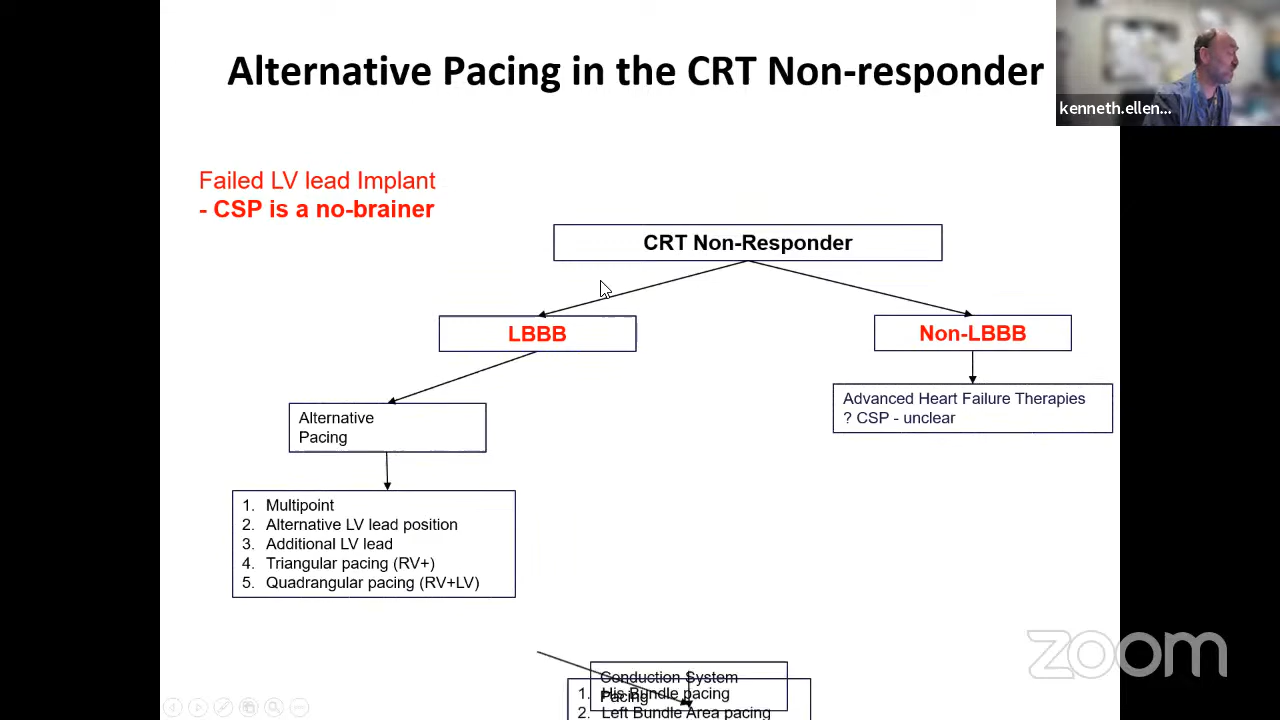 Alternative Pacing in the CRT Non-responder
kenneth.ellen...
Failed LV lead Implant
- CSP is a no-brainer
CRT Non-Responder
LBBB
Non-LBBB
Advanced Heart Failure Therapies
? CSP - unclear
Alternative
Pacing
1. Multipoint
2. Alternative LV lead position
3. Additional LV lead
4. Triangular pacing (RV+)
5. Quadrangular pacing (RV+LV)
zoom
Conduction System
Pacing
1. His Bundle pacing
2. Left Bundle Area pacing